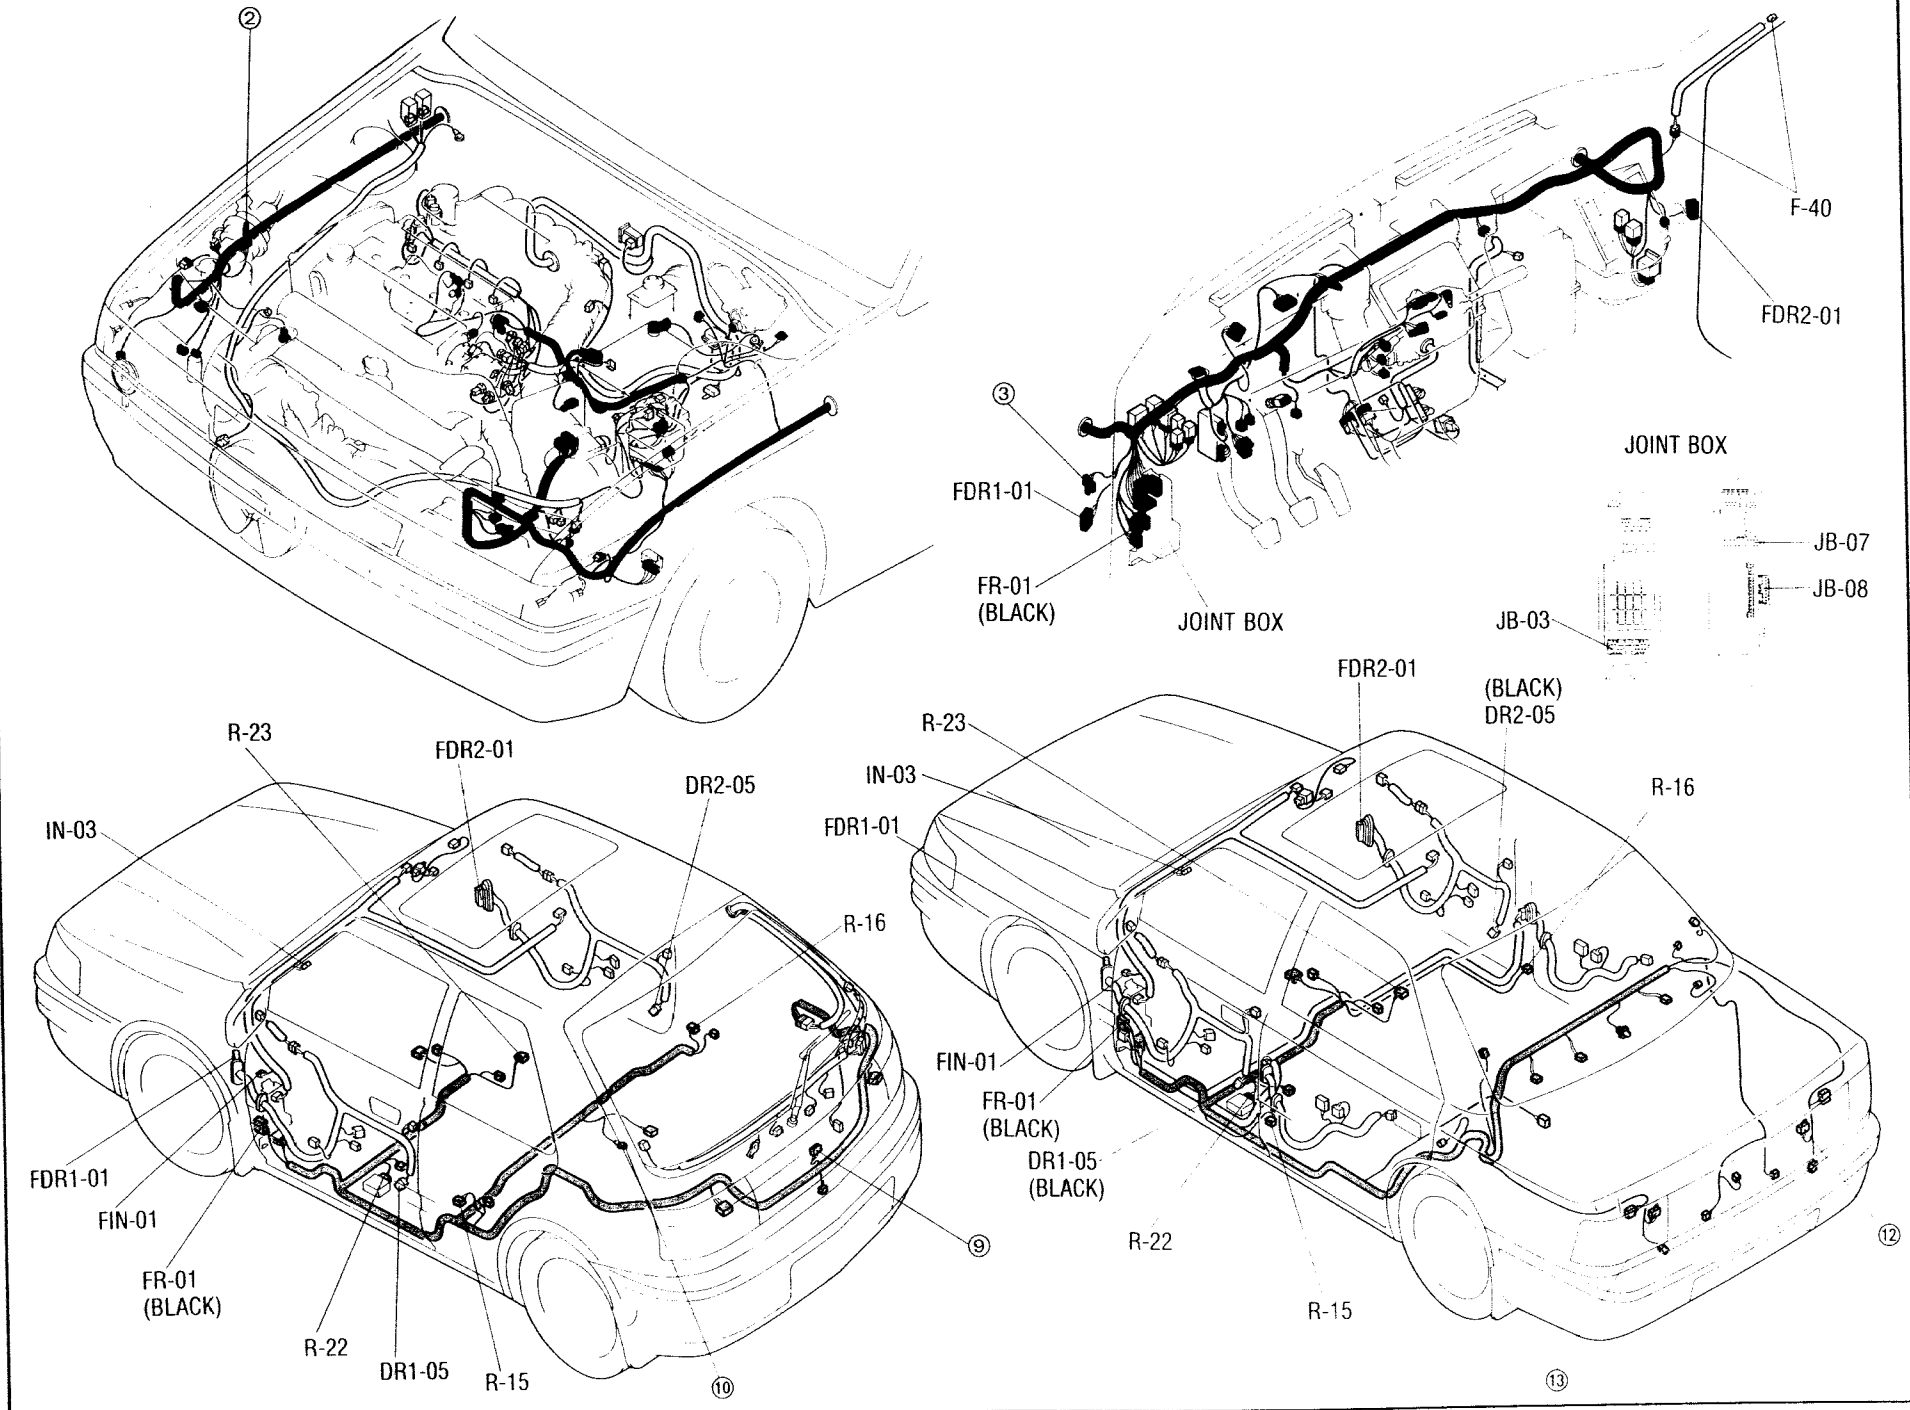 ②
F-40
FDR2-01
③
JOINT BOX
FDR1-01
JB-07
FR-01
(BLACK)
JB-08
JOINT BOX
JB-03
R-23
FDR2-01
DR2-05
IN-03
R-16
FDR1-01
FIN-01
FR-01
(BLACK)
R-22
DR1-05
R-15
⑨
⑩
FDR2-01
(BLACK)
DR2-05
R-23
IN-03
R-16
FDR1-01
FIN-01
FR-01
(BLACK)
DR1-05
(BLACK)
R-22
R-15
⑫
⑬